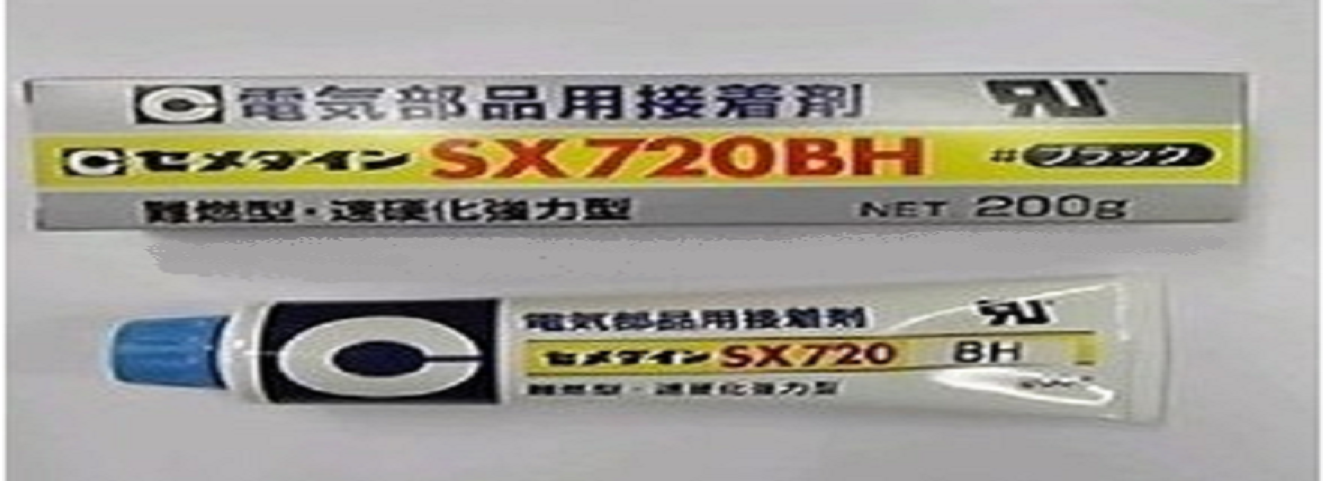 C 電気部品用接着剤
C セメダイン SX720BH #ブラック
難燃型・速硬化強力型 NET 200g
C
電気部品用接着剤
セメダイン SX720 BH
難燃型・速硬化強力型